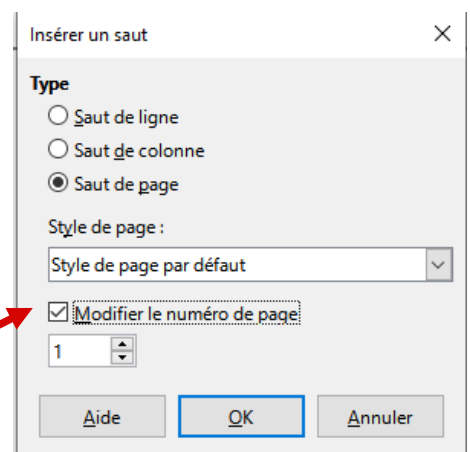 Insérer un saut
Type
Saut de ligne
Saut de colonne
Saut de page
Style de page :
Style de page par défaut
Modifier le numéro de page
1
Aide OK Annuler